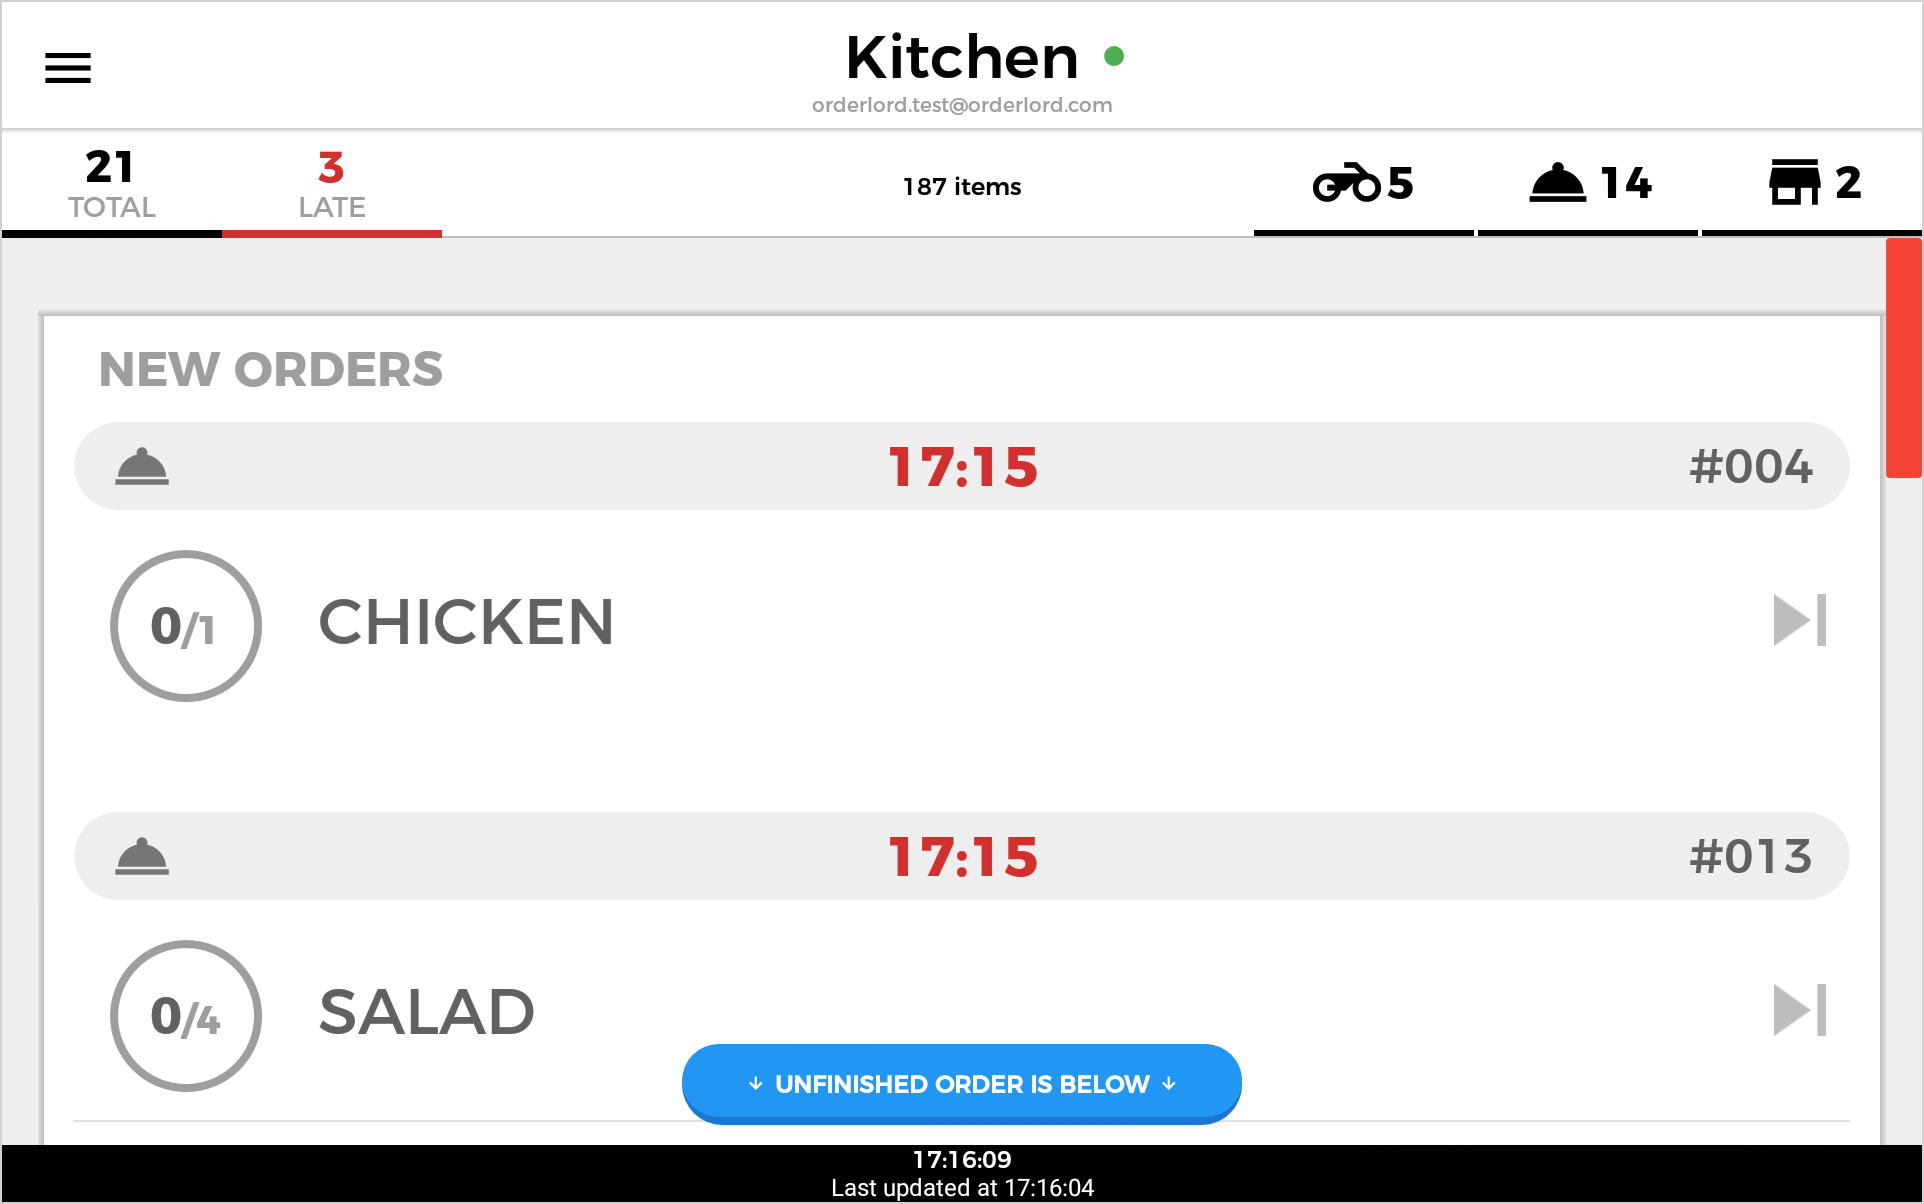 Kitchen
orderlord.test@orderlord.com
21
TOTAL
3
LATE
187 items
5
14
2
NEW ORDERS
17:15 #004
0/1 CHICKEN
17:15 #013
0/4 SALAD
↓ UNFINISHED ORDER IS BELOW ↓
17:16:09
Last updated at 17:16:04